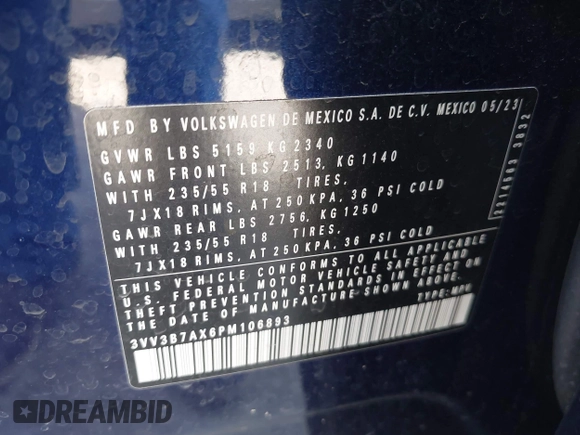 MFD BY VOLKSWAGEN DE MEXICO S.A. DE C.V. MEXICO 05/23
GVWR LBS 5159 KG 2340
GAWR FRONT LBS 2513, KG 1140
WITH 235/55 R18 TIRES,
7JX18 RIMS, AT 250 KPA, 36 PSI COLD
GAWR REAR LBS 2756, KG 1250
WITH 235/55 R18 TIRES,
7JX18 RIMS, AT 250 KPA, 36 PSI COLD
THIS VEHICLE CONFORMS TO ALL APPLICABLE
U.S. FEDERAL MOTOR VEHICLE SAFETY AND
THEFT PREVENTION STANDARDS IN EFFECT ON
THE DATE OF MANUFACTURE SHOWN ABOVE.
3VV3B7AX6PM106893
TYPE: MPV
3832
DREAMBID